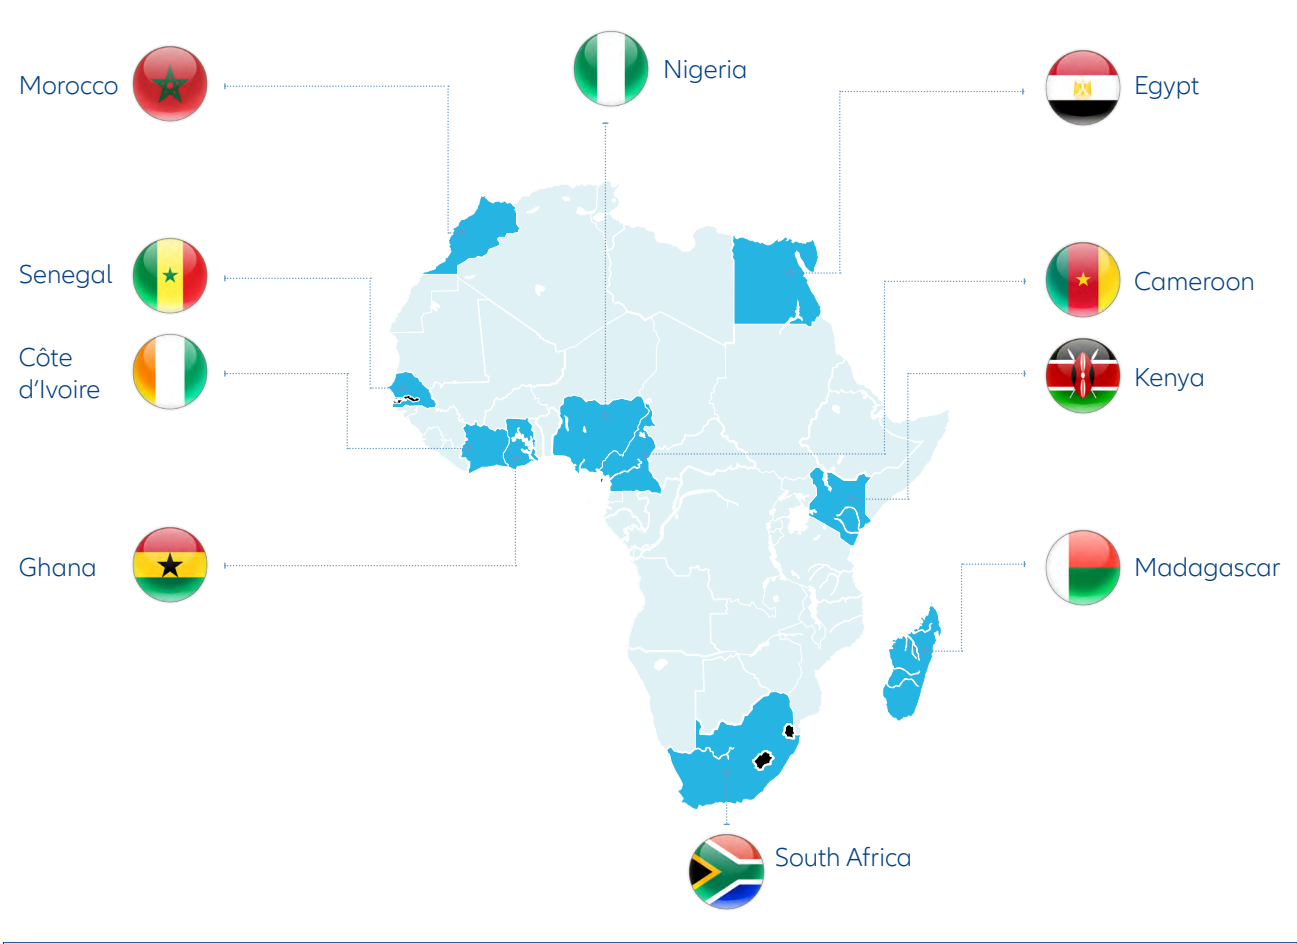 Nigeria
Morocco
Egypt
Senegal
Cameroon
Côte
d’Ivoire
Kenya
Ghana
Madagascar
South Africa